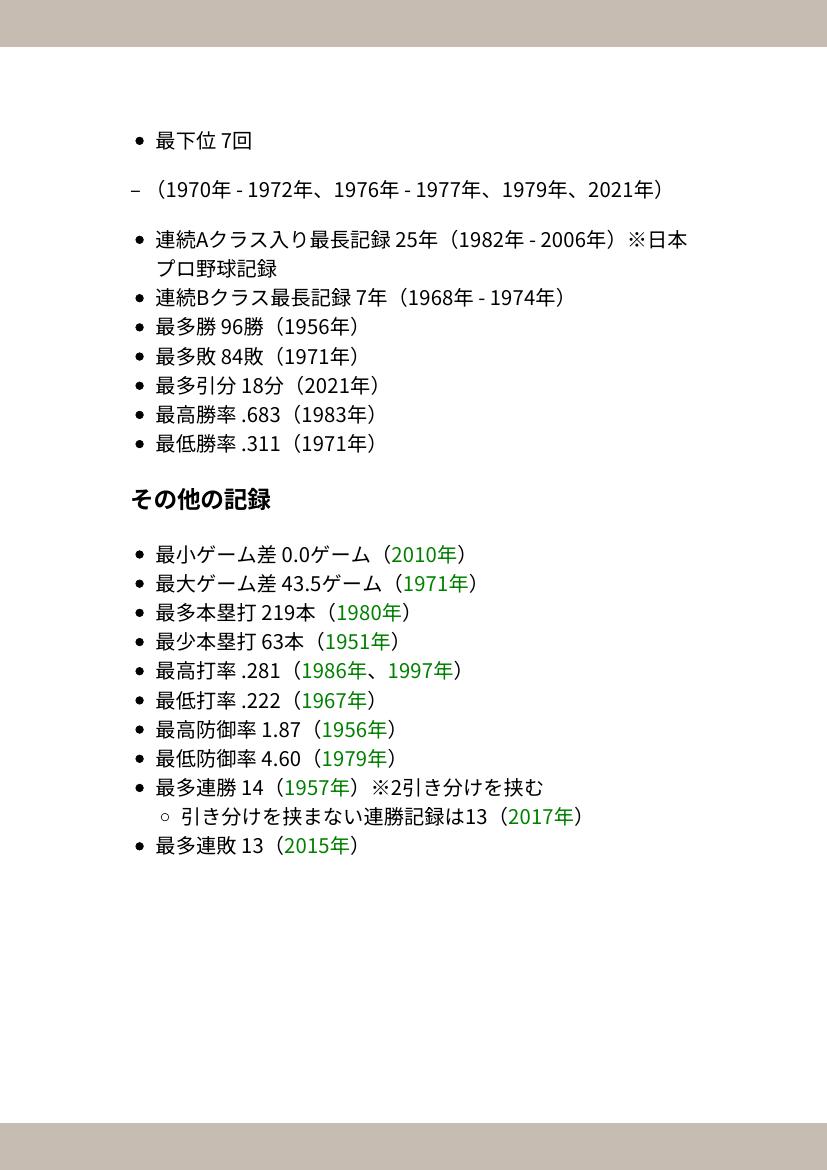 • 最下位 7回
– （1970年 - 1972年、1976年 - 1977年、1979年、2021年）
• 連続Aクラス入り最長記録 25年（1982年 - 2006年）※日本
プロ野球記録
• 連続Bクラス最長記録 7年（1968年 - 1974年）
• 最多勝 96勝（1956年）
• 最多敗 84敗（1971年）
• 最多引分 18分（2021年）
• 最高勝率 .683（1983年）
• 最低勝率 .311（1971年）
その他の記録
• 最小ゲーム差 0.0ゲーム（2010年）
• 最大ゲーム差 43.5ゲーム（1971年）
• 最多本塁打 219本（1980年）
• 最少本塁打 63本（1951年）
• 最高打率 .281（1986年、1997年）
• 最低打率 .222（1967年）
• 最高防御率 1.87（1956年）
• 最低防御率 4.60（1979年）
• 最多連勝 14（1957年）※2引き分けを挟む
○ 引き分けを挟まない連勝記録は13（2017年）
• 最多連敗 13（2015年）